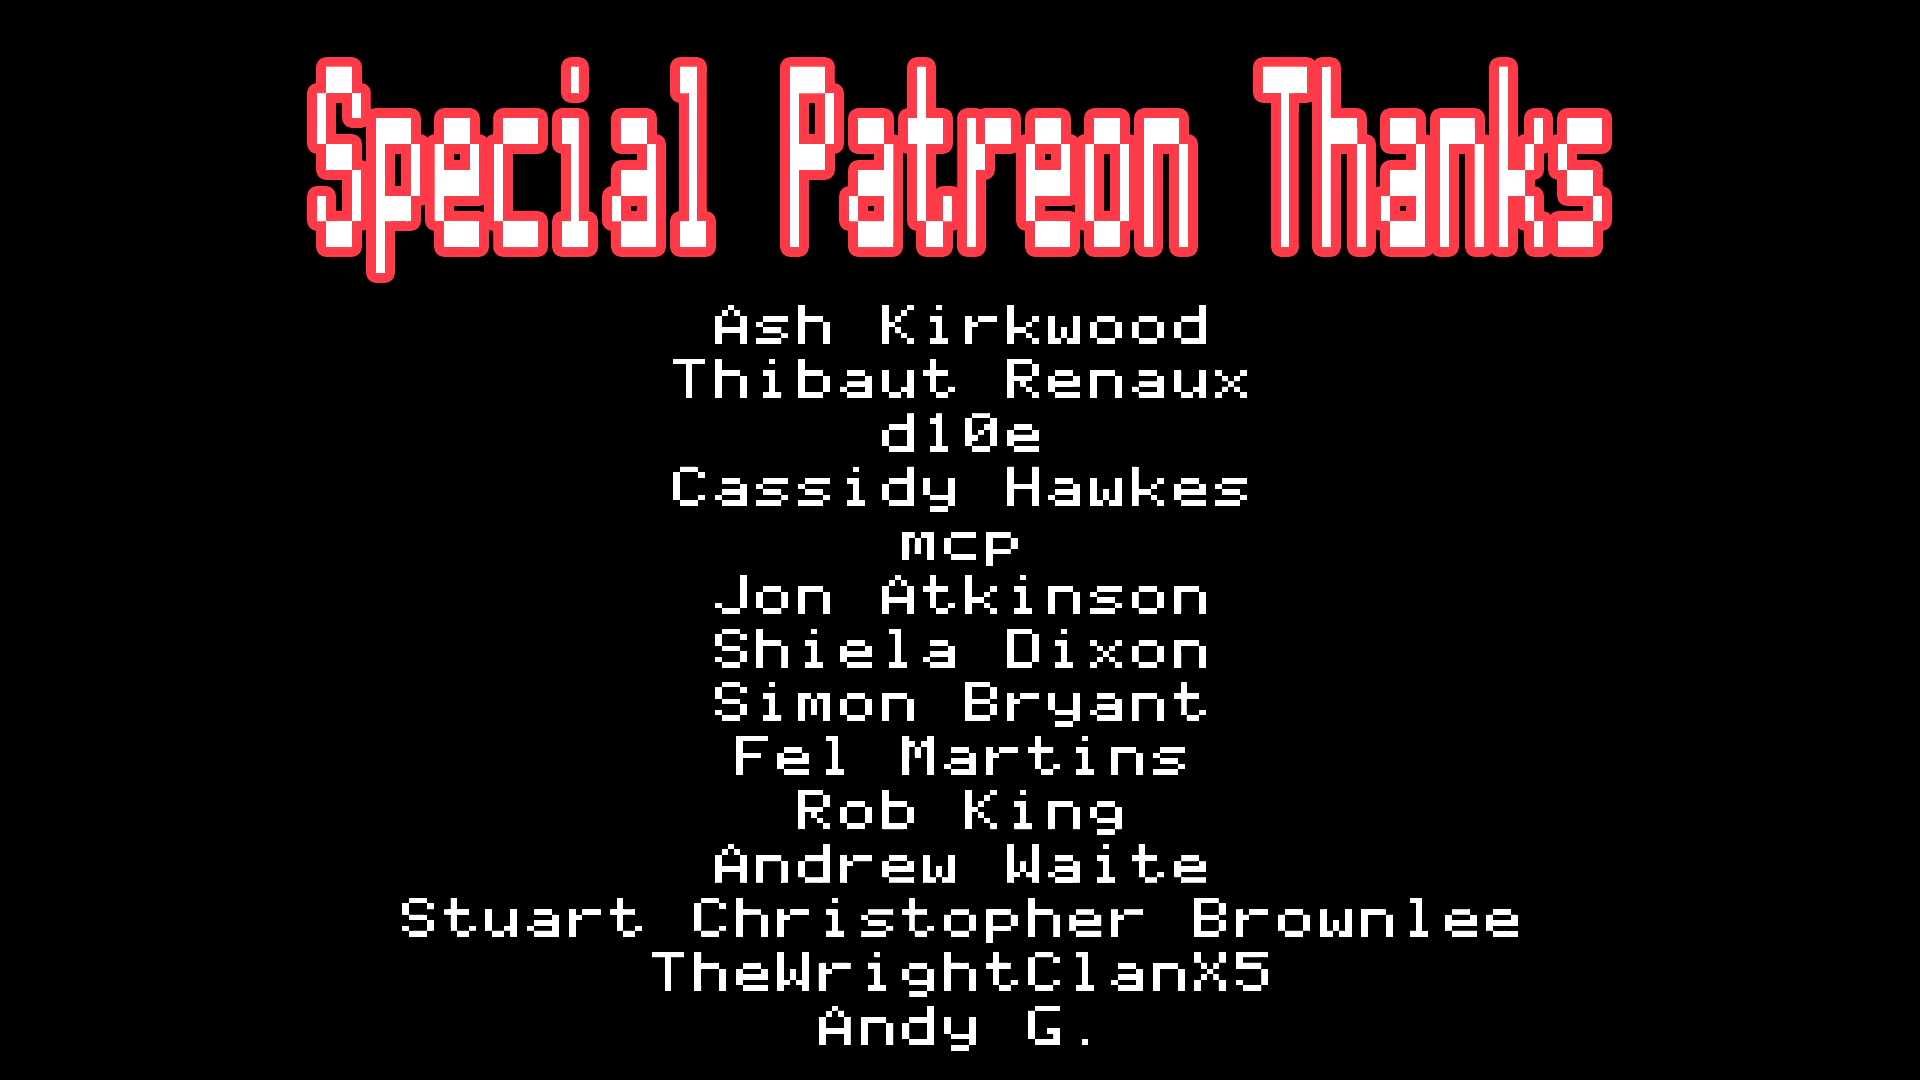 Special Patreon Thanks
Ash Kirkwood
Thibaut Renaux
d10e
Cassidy Hawkes
mcp
Jon Atkinson
Shiela Dixon
Simon Bryant
Fel Martins
Rob King
Andrew Waite
Stuart Christopher Brownlee
TheWrightClanX5
Andy G.